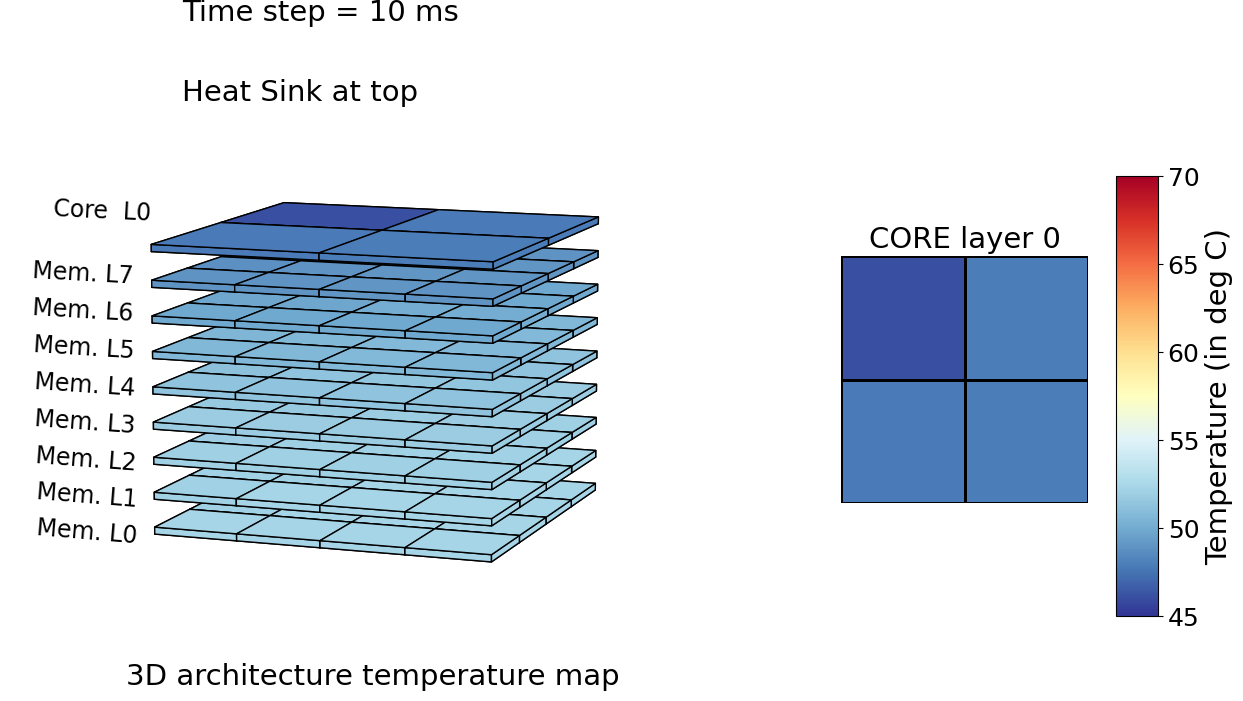 Time step = 10 ms
Heat Sink at top
Core  L0
Mem. L7
Mem. L6
Mem. L5
Mem. L4
Mem. L3
Mem. L2
Mem. L1
Mem. L0
3D architecture temperature map
CORE layer 0
70
65
60
55
50
45
Temperature (in deg C)